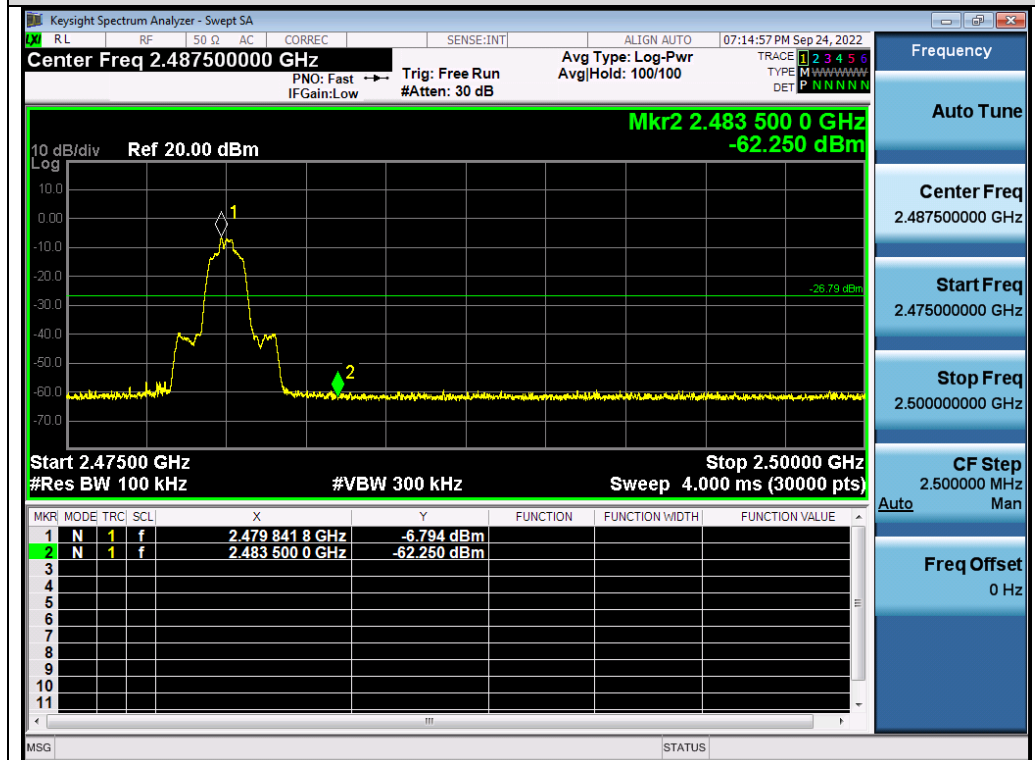 Keysight Spectrum Analyzer - Swept SA
LXI RL RF 50 Ω AC CORREC SENSE:INT ALIGN AUTO 07:14:57 PM Sep 24, 2022
Center Freq 2.487500000 GHz
PNO: Fast
IFGain:Low
Trig: Free Run
#Atten: 30 dB
Avg Type: Log-Pwr
Avg|Hold: 100/100
TRACE 1 2 3 4 5 6
TYPE M WWWWW
DET P N N N N N
Mkr2 2.483 500 0 GHz
-62.250 dBm
10 dB/div Ref 20.00 dBm
Log
10.0
0.00
-10.0
-20.0
-30.0
-40.0
-50.0
-60.0
-70.0
1
-26.79 dBm
2
Start 2.47500 GHz Stop 2.50000 GHz
#Res BW 100 kHz #VBW 300 kHz Sweep 4.000 ms (30000 pts)
MKR MODE TRC SCL X Y FUNCTION FUNCTION WIDTH FUNCTION VALUE
1 N 1 f 2.479 841 8 GHz -6.794 dBm
2 N 1 f 2.483 500 0 GHz -62.250 dBm
3
4
5
6
7
8
9
10
11
MSG STATUS
Frequency
Auto Tune
Center Freq
2.487500000 GHz
Start Freq
2.475000000 GHz
Stop Freq
2.500000000 GHz
CF Step
2.500000 MHz
Auto Man
Freq Offset
0 Hz